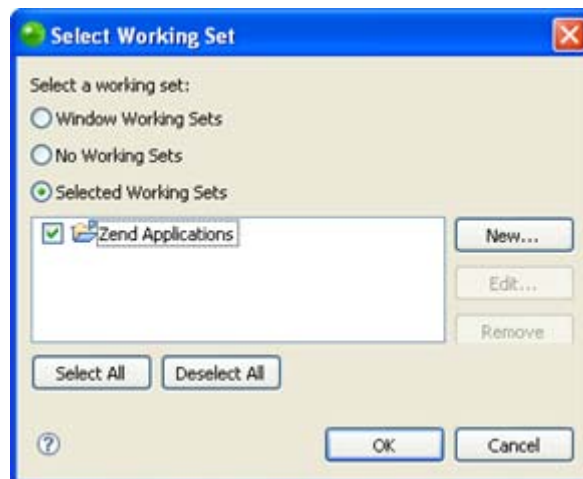 Select Working Set
Select a working set:
Window Working Sets
No Working Sets
Selected Working Sets
Zend Applications
New...
Edit...
Remove
Select All Deselect All
? OK Cancel